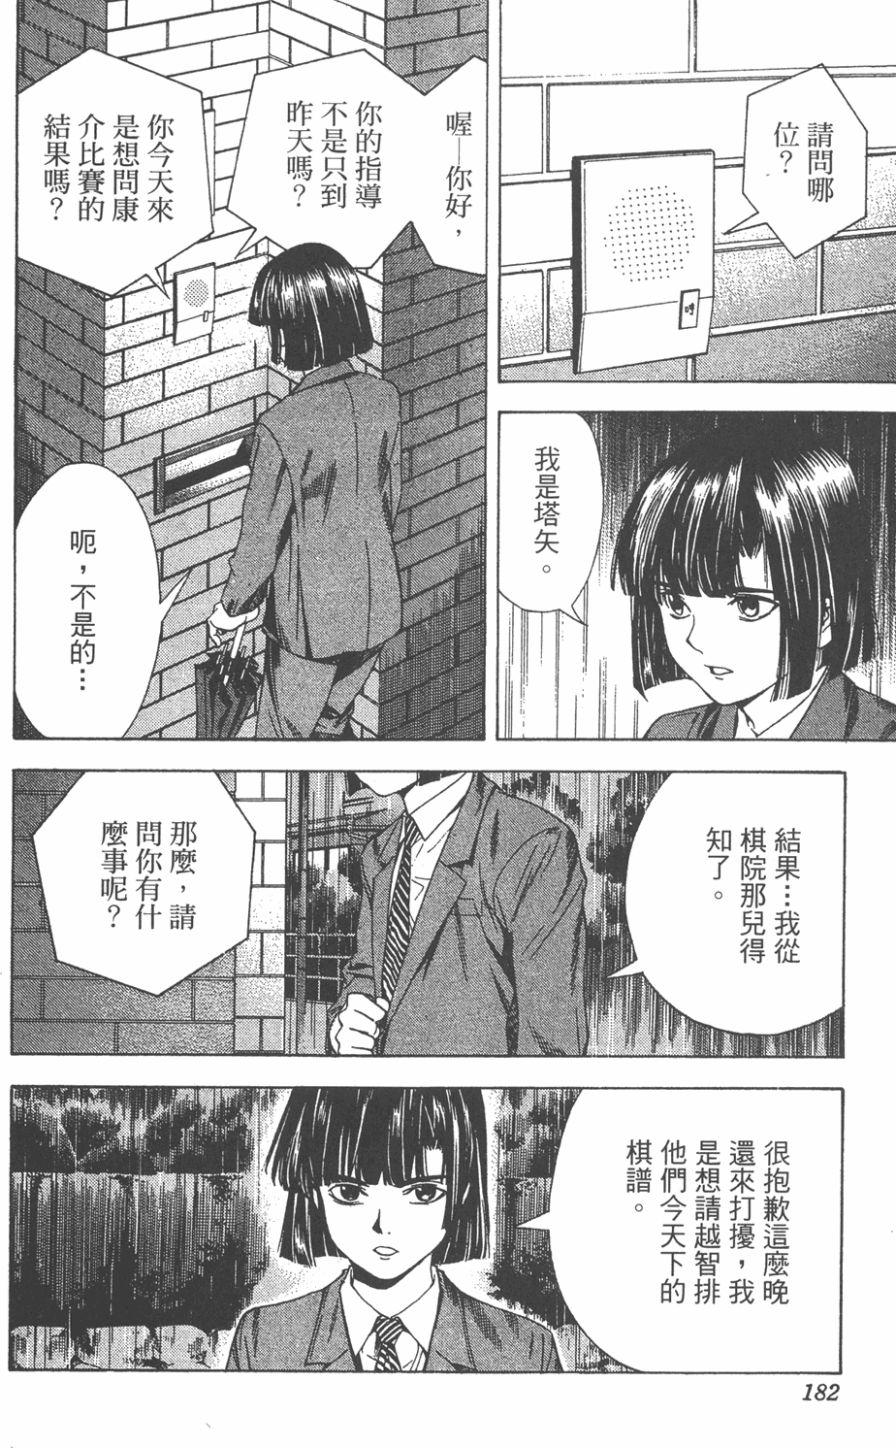 請問哪
位?
我是塔矢。
喔—你好,
你的指導
不是只到
昨天嗎?
你今天來
是想問康
介比賽的
結果嗎?
呃,不是的…
結果…我從
棋院那兒得
知了。
那麼,請
問你有什
麼事呢?
很抱歉這麼晚
還來打擾,我
是想請越智排
他們今天下的
棋譜。
182